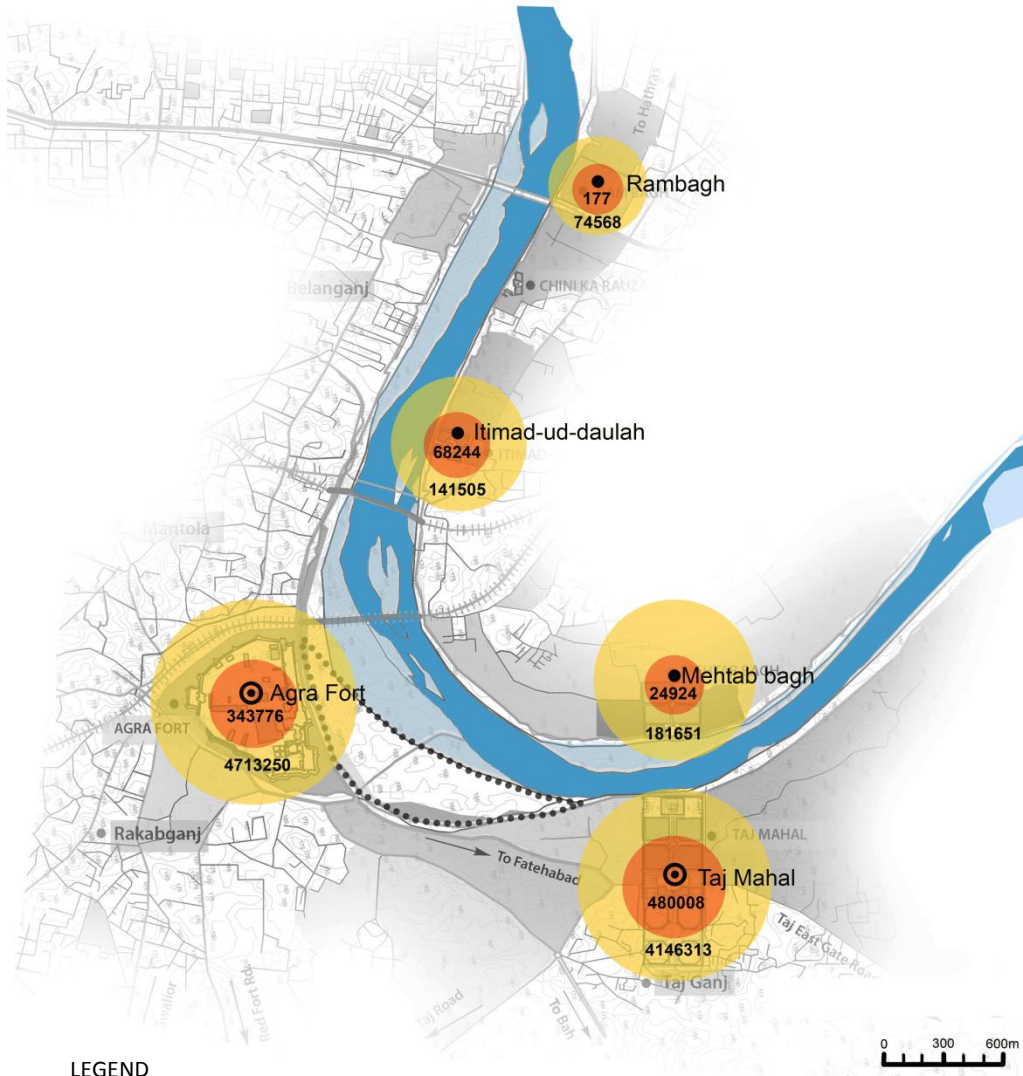 To Hathras
Rambagh
177
74568
CHINI KA RAUZA
Belanganj
Itimad-ud-daulah
68244
ITIMAD
141505
Mantola
Mehtab bagh
24924
181651
Agra Fort
343776
AGRA FORT
4713250
Rakabganj
To Fatehabad
TAJ MAHAL
Taj Mahal
480008
4146313
Taj East Gate Road
Taj Ganj
Red Fort Rd.
Taj Road
To Bah
0 300 600m
LEGEND